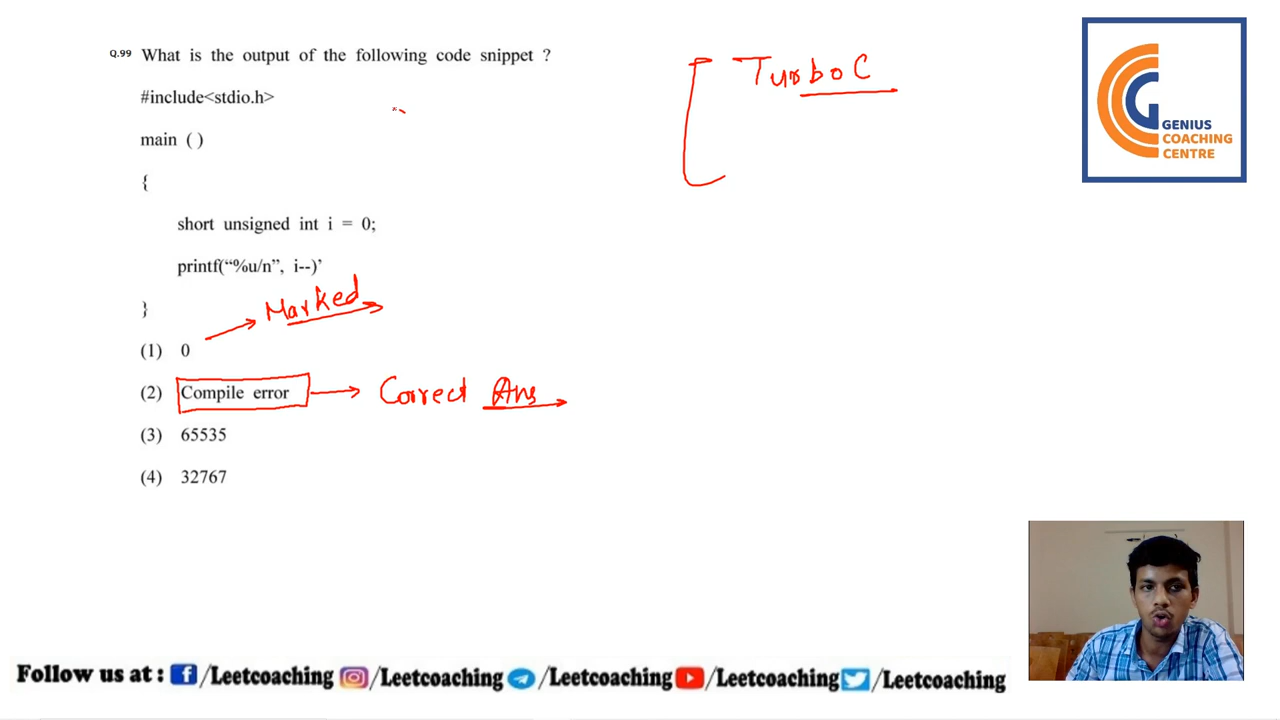 Q.99 What is the output of the following code snippet ?
#include<stdio.h>
main ( )
{
short unsigned int i = 0;
printf(“%u/n”, i--)’
}
(1) 0
Marked
(2) Compile error
Correct Ans
(3) 65535
(4) 32767
Turbo C
GENIUS
COACHING
CENTRE
Follow us at : /Leetcoaching /Leetcoaching /Leetcoaching /Leetcoaching /Leetcoaching